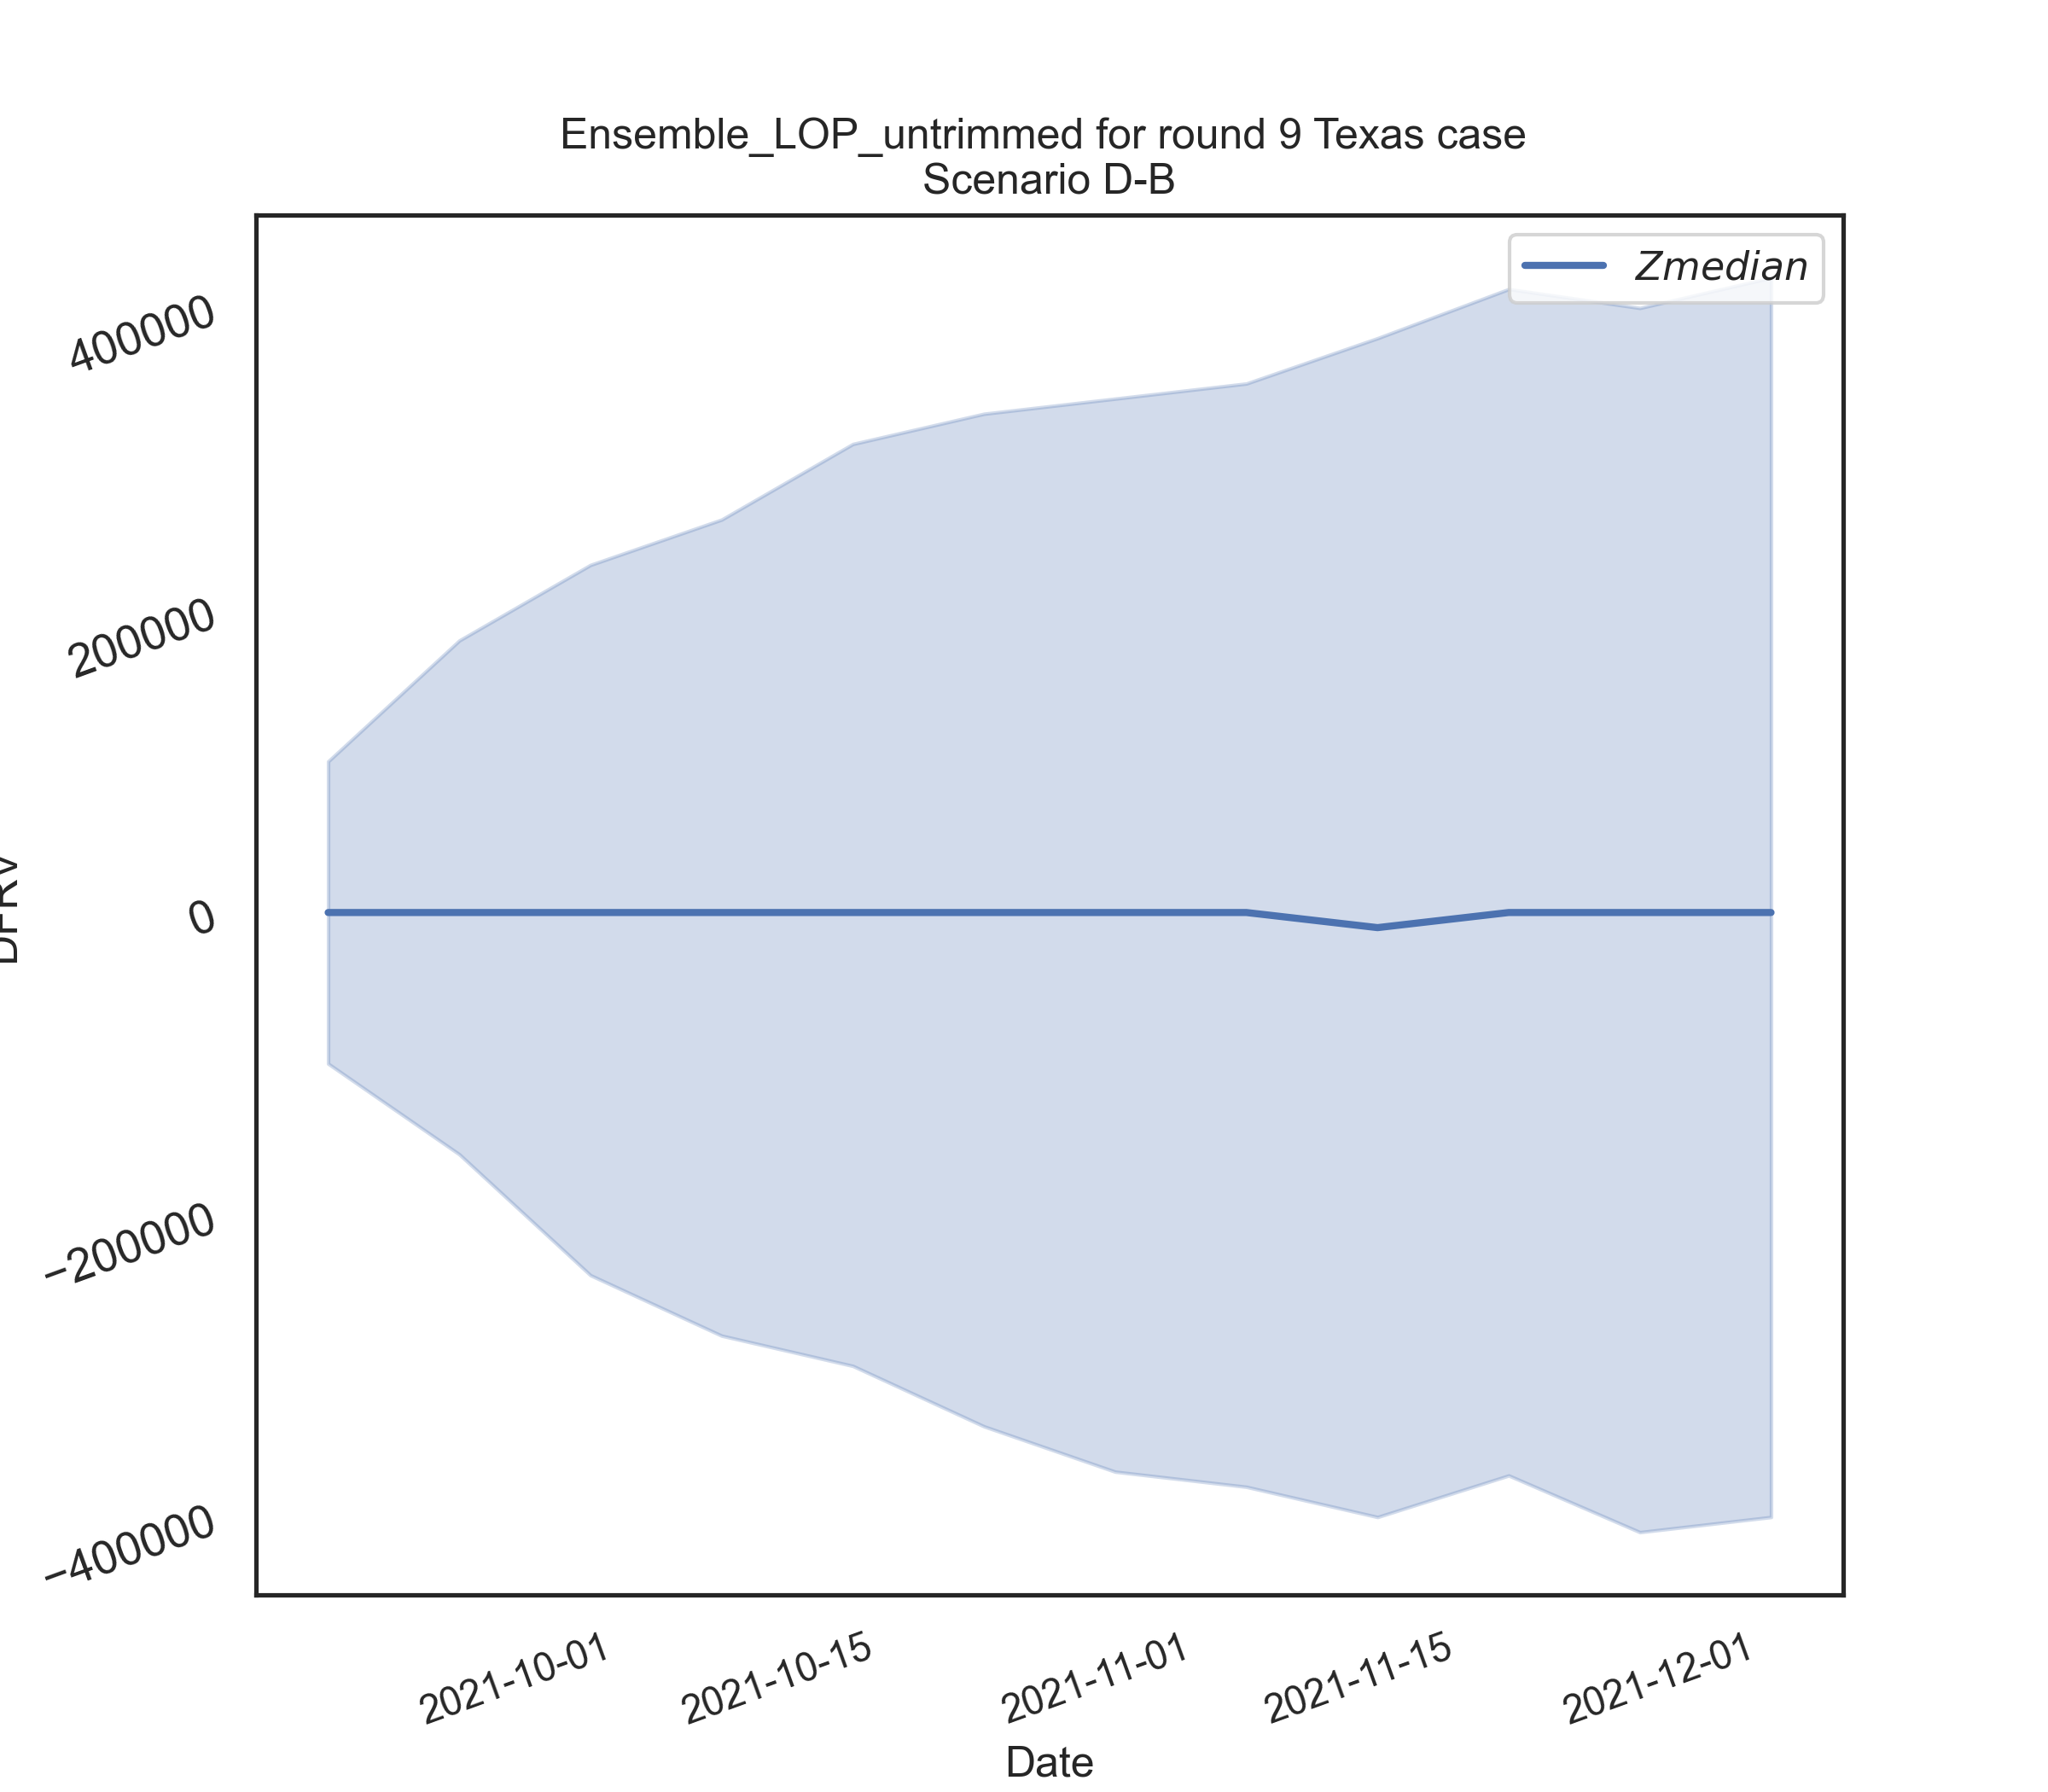 Ensemble_LOP_untrimmed for round 9 Texas case
Scenario D-B
Zmedian
400000
200000
0
−200000
−400000
2021-10-01
2021-10-15
2021-11-01
2021-11-15
2021-12-01
Date